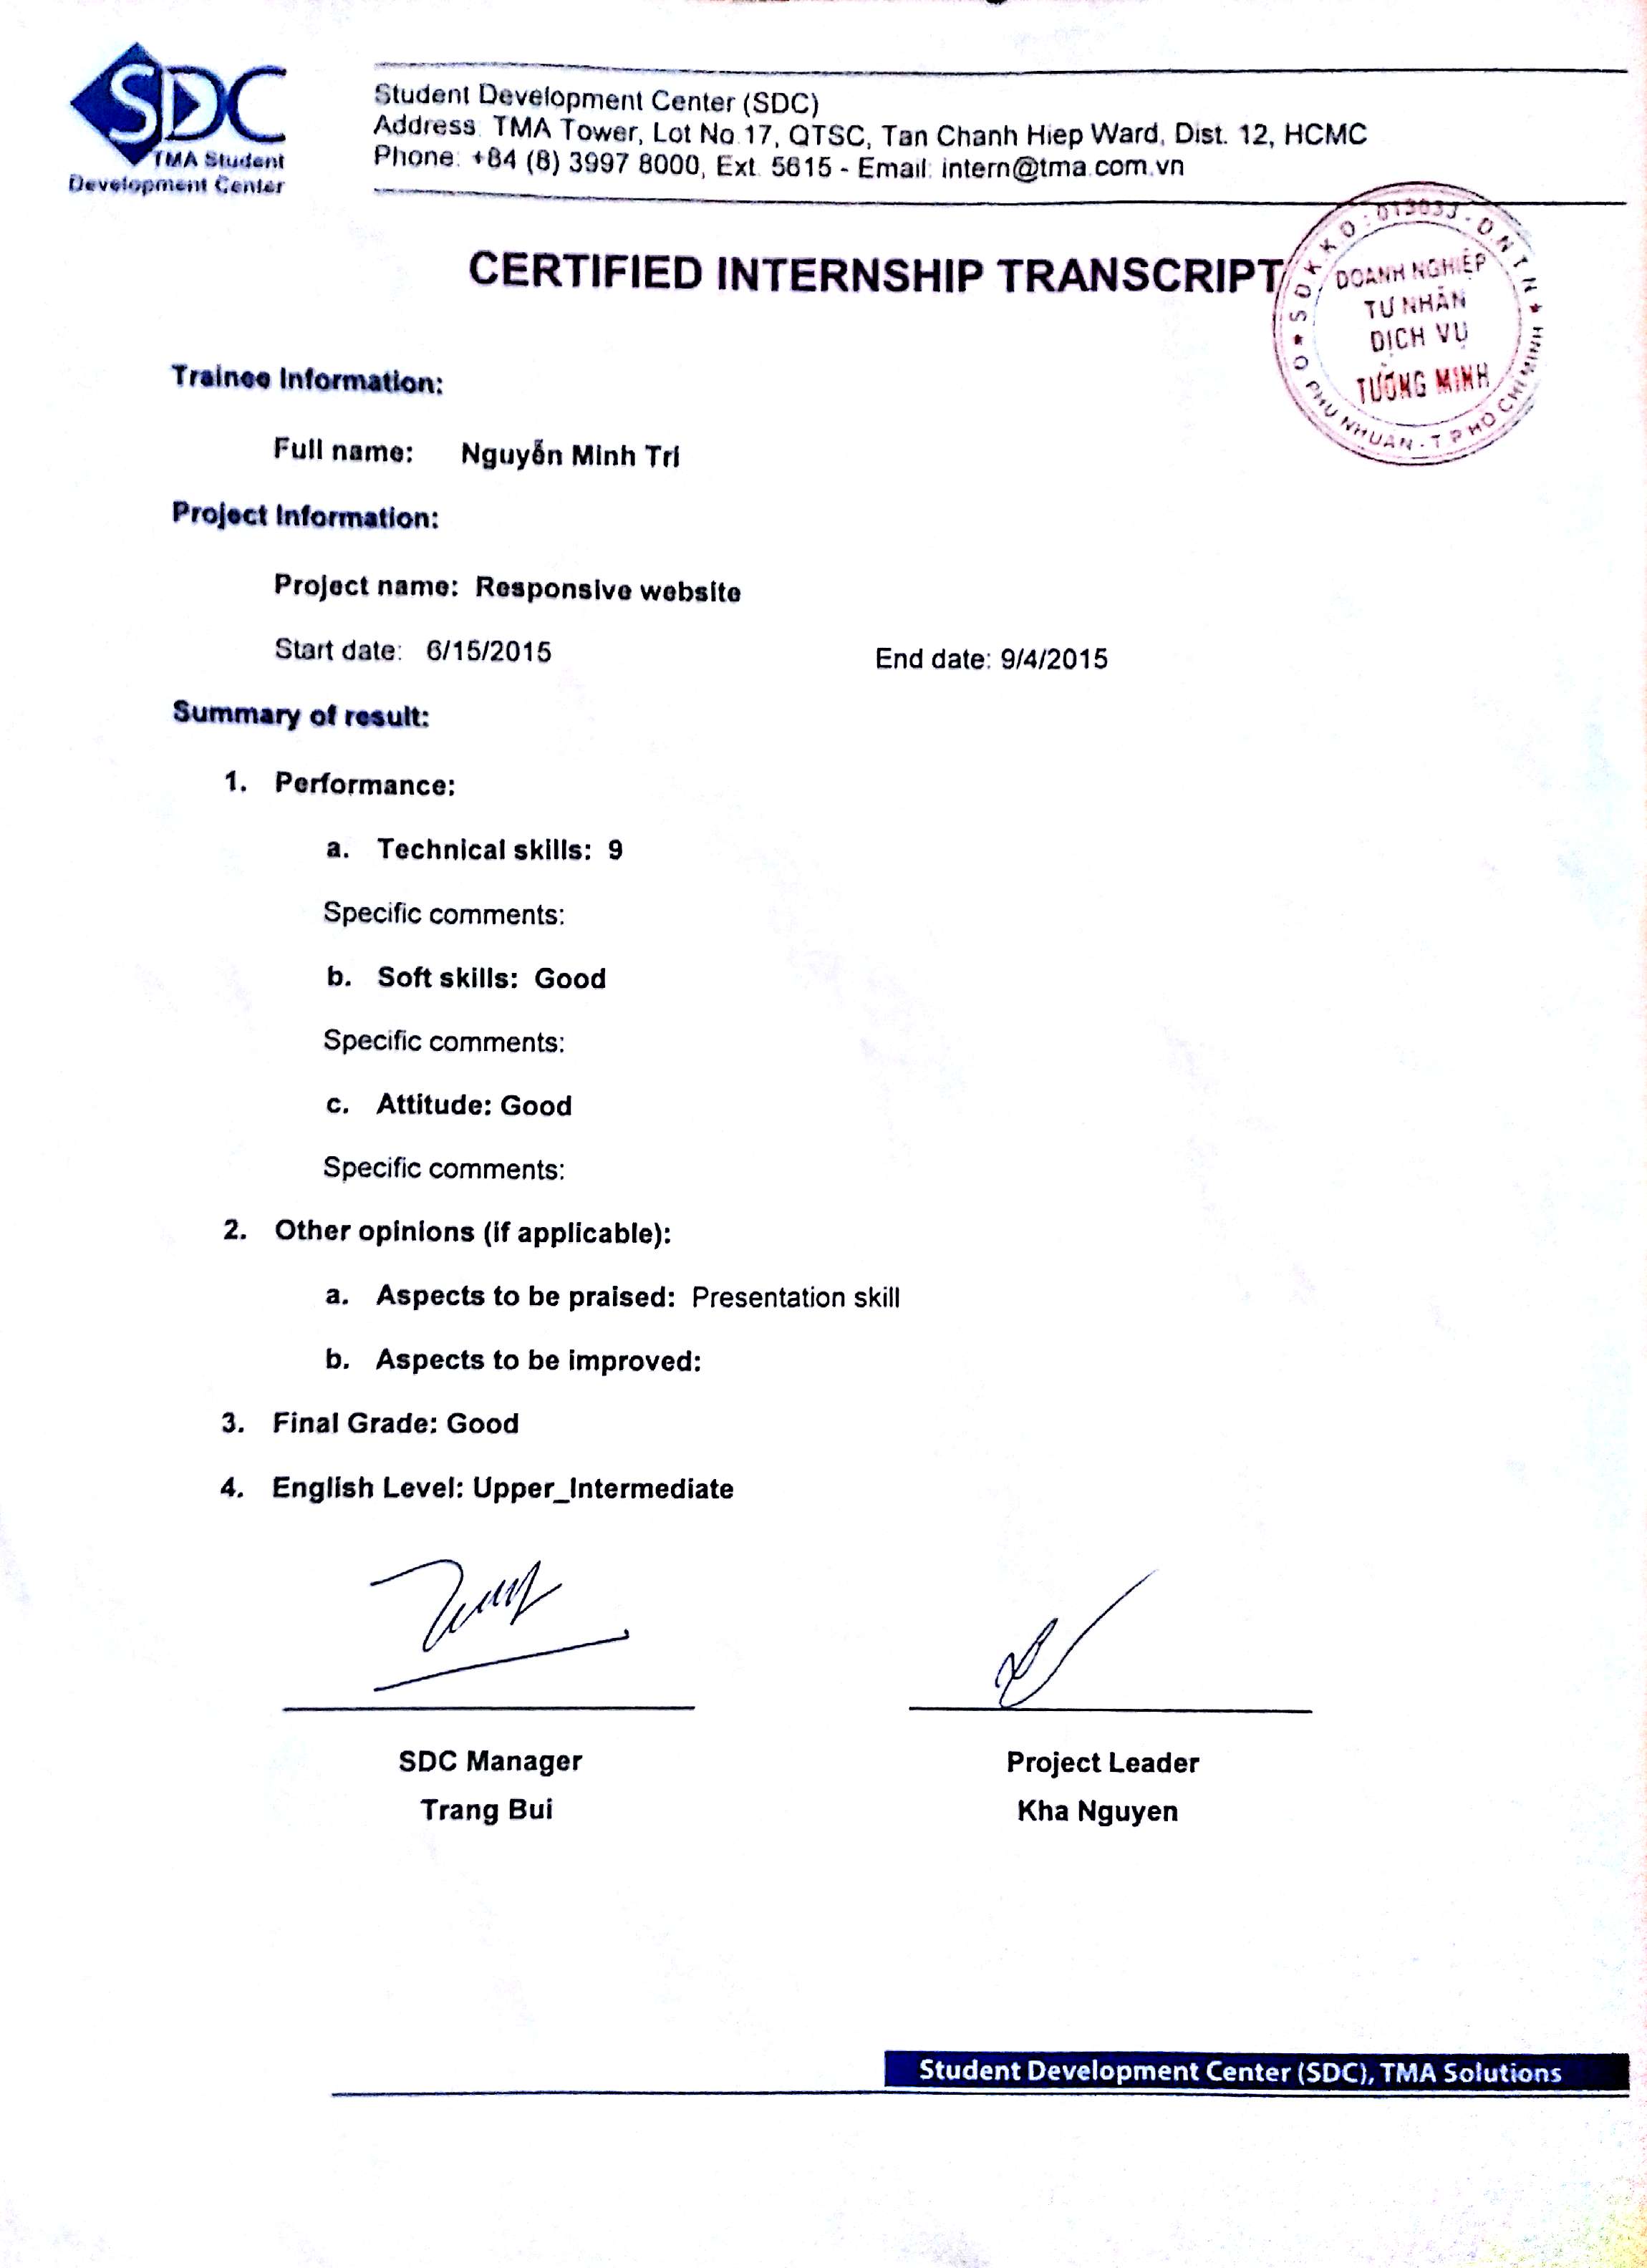 SDC
TMA Student
Development Center
Student Development Center (SDC)
Address: TMA Tower, Lot No.17, QTSC, Tan Chanh Hiep Ward, Dist. 12, HCMC
Phone: +84 (8) 3997 8000, Ext. 5615 - Email: intern@tma.com.vn
CERTIFIED INTERNSHIP TRANSCRIPT
DOANH NGHIỆP
TƯ NHÂN
DỊCH VỤ
TƯỜNG MINH
Q PHÚ NHUẬN - T.P HỒ CHÍ MINH
Trainee Information:
Full name: Nguyễn Minh Trí
Project Information:
Project name: Responsive website
Start date: 6/15/2015 End date: 9/4/2015
Summary of result:
1. Performance:
a. Technical skills: 9
Specific comments:
b. Soft skills: Good
Specific comments:
c. Attitude: Good
Specific comments:
2. Other opinions (if applicable):
a. Aspects to be praised: Presentation skill
b. Aspects to be improved:
3. Final Grade: Good
4. English Level: Upper_Intermediate
SDC Manager Project Leader
Trang Bui Kha Nguyen
Student Development Center (SDC), TMA Solutions